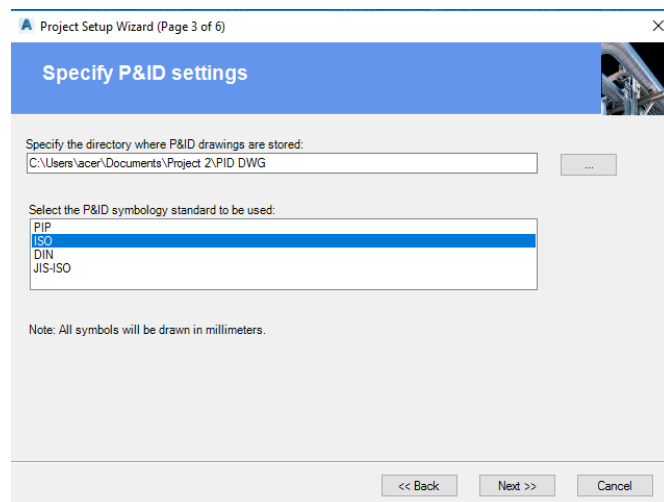 Project Setup Wizard (Page 3 of 6)
Specify P&ID settings
Specify the directory where P&ID drawings are stored:
C:\Users\acer\Documents\Project 2\PID DWG
...
Select the P&ID symbology standard to be used:
PIP
ISO
DIN
JIS-ISO
Note: All symbols will be drawn in millimeters.
<< Back Next >> Cancel